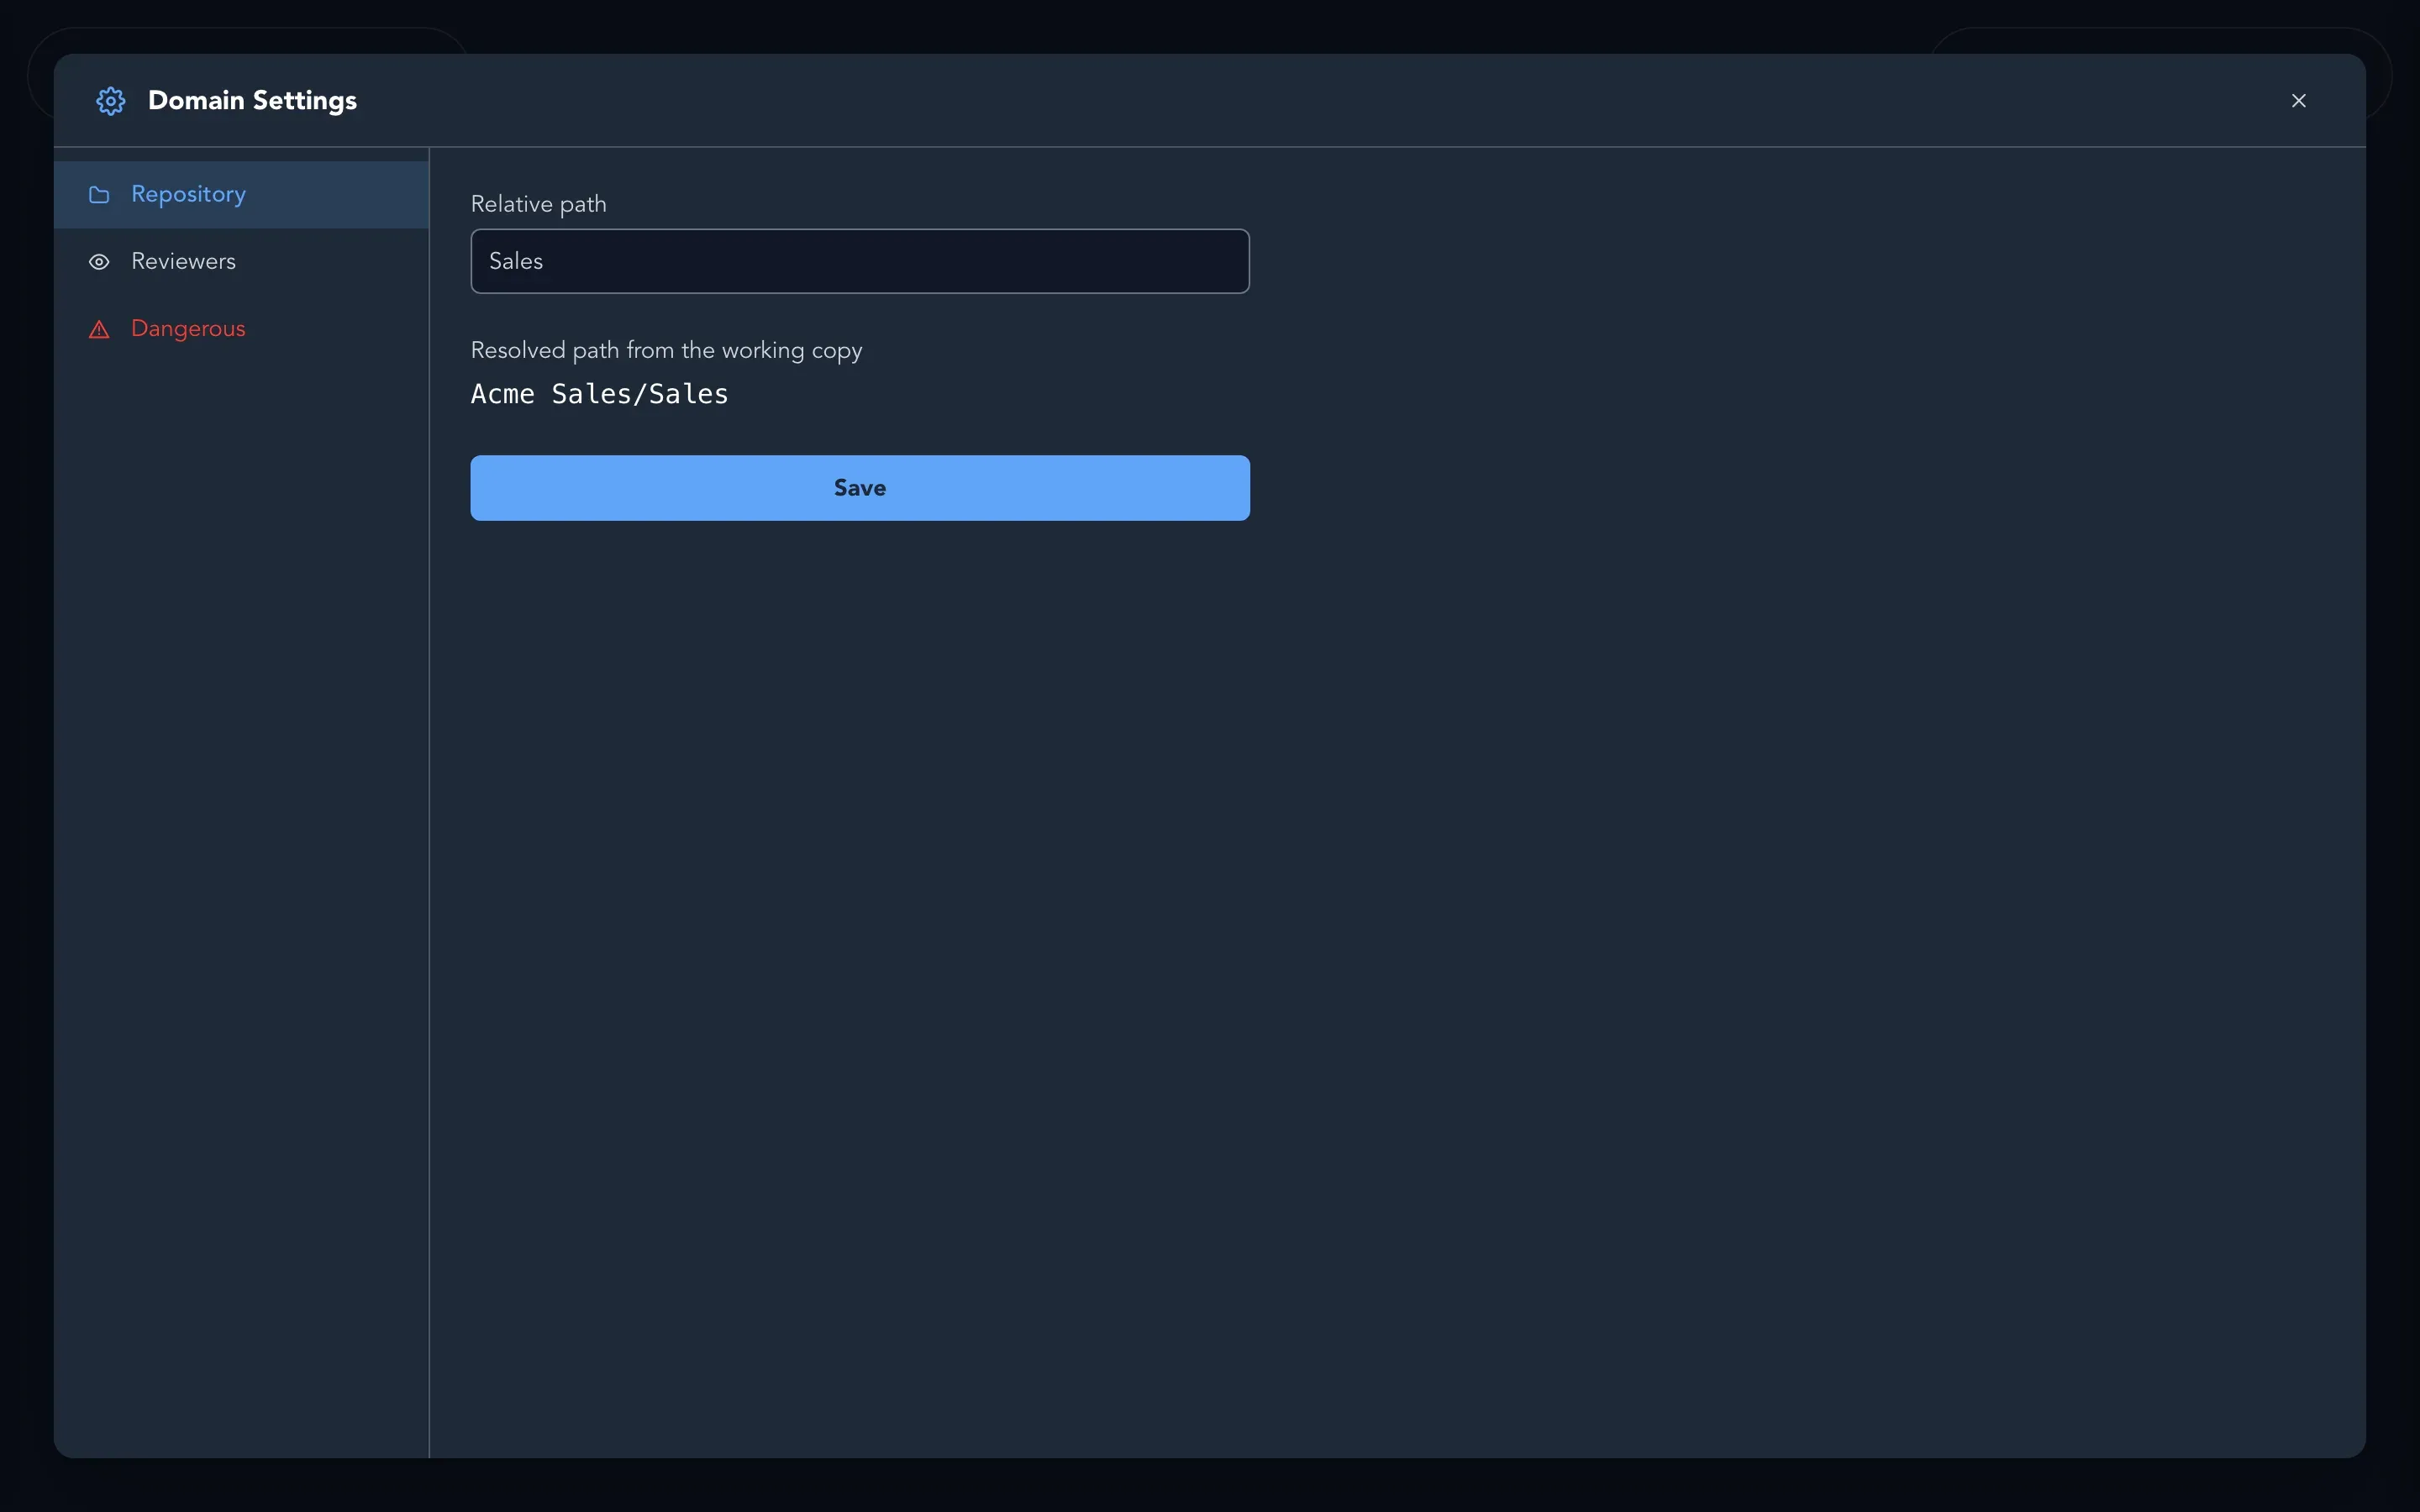 Domain Settings
Repository
Reviewers
Dangerous
Relative path
Sales
Resolved path from the working copy
Acme Sales/Sales
Save